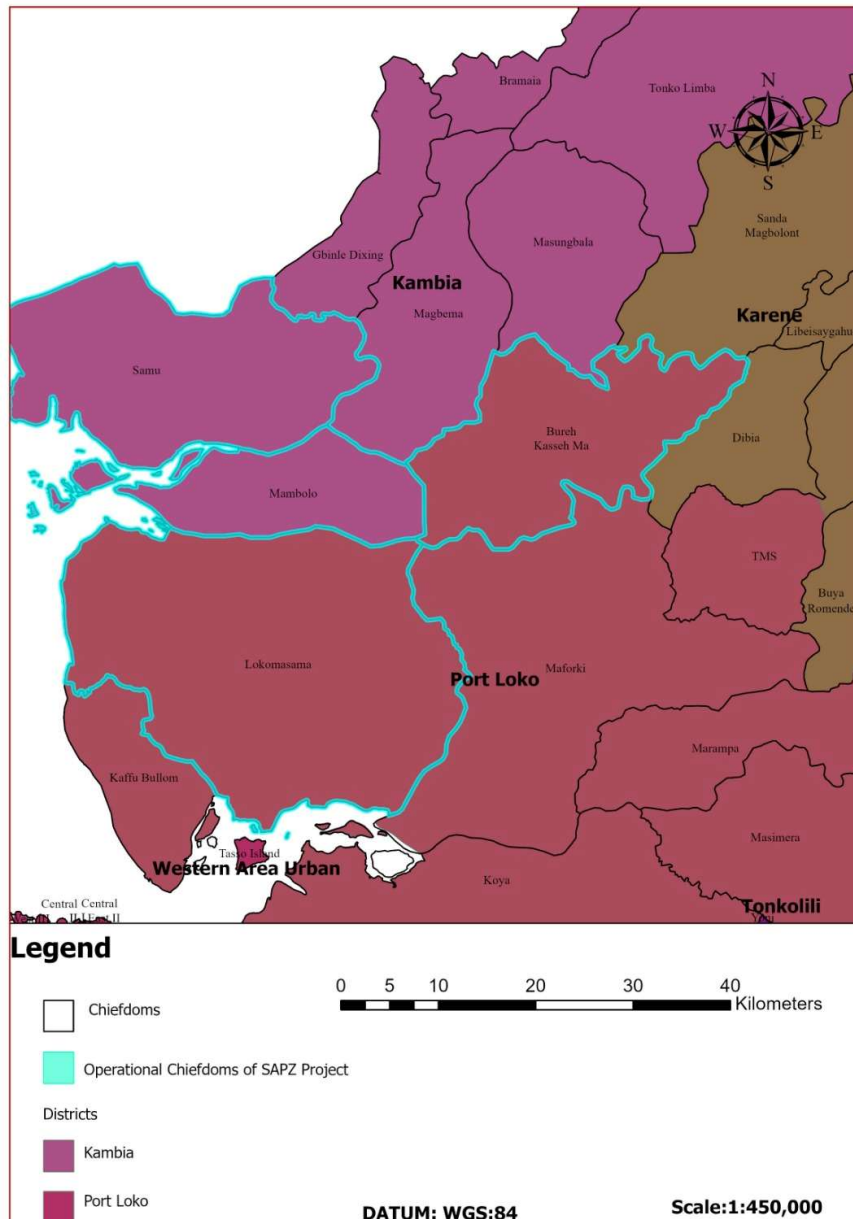 Bramaia
Tonko Limba
N
W
E
S
Sanda
Magbolont
Gbinle Dixing
Masungbala
Kambia
Magbema
Karene
Libeisaygahu
Samu
Bureh
Kasseh Ma
Dibia
Mambolo
TMS
Buya
Romende
Lokomasama
Maforki
Port Loko
Kaffu Bullom
Marampa
Masimera
Tasso Island
Western Area Urban
Koya
Central Central
Tonkolili
Legend
Chiefdoms
0 5 10 20 30 40
Kilometers
Operational Chiefdoms of SAPZ Project
Districts
Kambia
Port Loko
DATUM: WGS:84
Scale:1:450,000